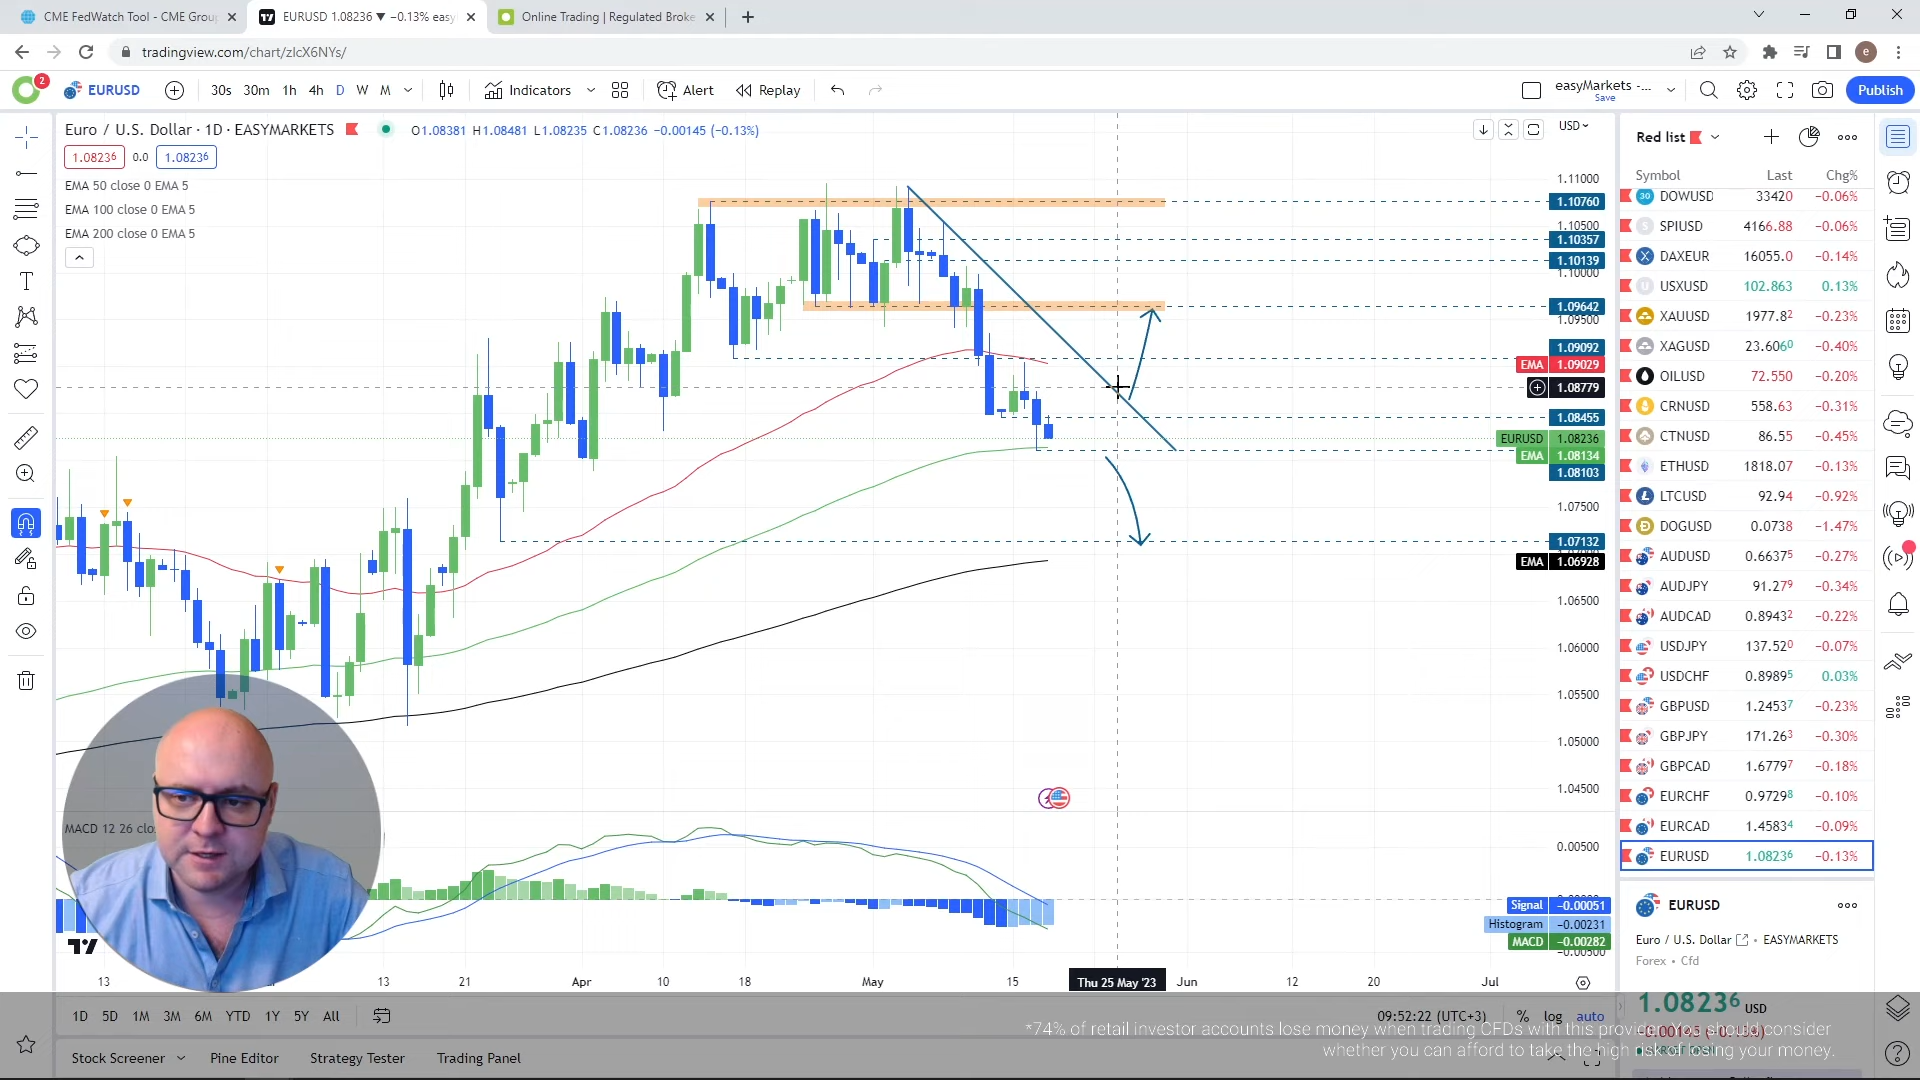 CME FedWatch Tool - CME Grou
EURUSD 1.08236 ▼ −0.13% easy
Online Trading | Regulated Broke
tradingview.com/chart/zIcX6NYs/
e
2
EURUSD
30s 30m 1h 4h D W M
Indicators
Alert
Replay
easyMarkets -...
Save
Publish
Euro / U.S. Dollar · 1D · EASYMARKETS
O1.08381 H1.08481 L1.08235 C1.08236 −0.00145 (−0.13%)
USD
1.08236 0.0 1.08236
EMA 50 close 0 EMA 5
EMA 100 close 0 EMA 5
EMA 200 close 0 EMA 5
1.11000
1.10760
1.10500
1.10357
1.10139
1.10000
1.09642
1.09500
1.09092
EMA 1.09029
1.08779
1.08455
EURUSD 1.08236
EMA 1.08134
1.08103
1.07500
1.07132
EMA 1.06928
1.06500
1.06000
1.05500
1.05000
1.04500
MACD 12 26 clo
0.00500
Signal −0.00051
Histogram −0.00231
MACD −0.00282
−0.00500
13
13 21 Apr 10 18 May 15 Thu 25 May '23 Jun 12 20 Jul
1D 5D 1M 3M 6M YTD 1Y 5Y All
09:52:22 (UTC+3) % log auto
Stock Screener Pine Editor Strategy Tester Trading Panel
Red list
Symbol Last Chg%
30 DOWUSD 33420 −0.06%
SPIUSD 4166.88 −0.06%
DAXEUR 16055.0 −0.14%
USXUSD 102.863 0.13%
XAUUSD 1977.82 −0.23%
XAGUSD 23.6060 −0.40%
OILUSD 72.550 −0.20%
CRNUSD 558.63 −0.31%
CTNUSD 86.55 −0.45%
ETHUSD 1818.07 −0.13%
LTCUSD 92.94 −0.92%
DOGUSD 0.0738 −1.47%
AUDUSD 0.66375 −0.27%
AUDJPY 91.279 −0.34%
AUDCAD 0.89432 −0.22%
USDJPY 137.520 −0.07%
USDCHF 0.89895 0.03%
GBPUSD 1.24537 −0.23%
GBPJPY 171.263 −0.30%
GBPCAD 1.67797 −0.18%
EURCHF 0.97298 −0.10%
EURCAD 1.45834 −0.09%
EURUSD 1.08236 −0.13%
EURUSD
Euro / U.S. Dollar · EASYMARKETS
Forex · Cfd
1.08236 USD
−0.00145 (−0.13%)
*74% of retail investor accounts lose money when trading CFDs with this provider. You should consider
whether you can afford to take the high risk of losing your money.